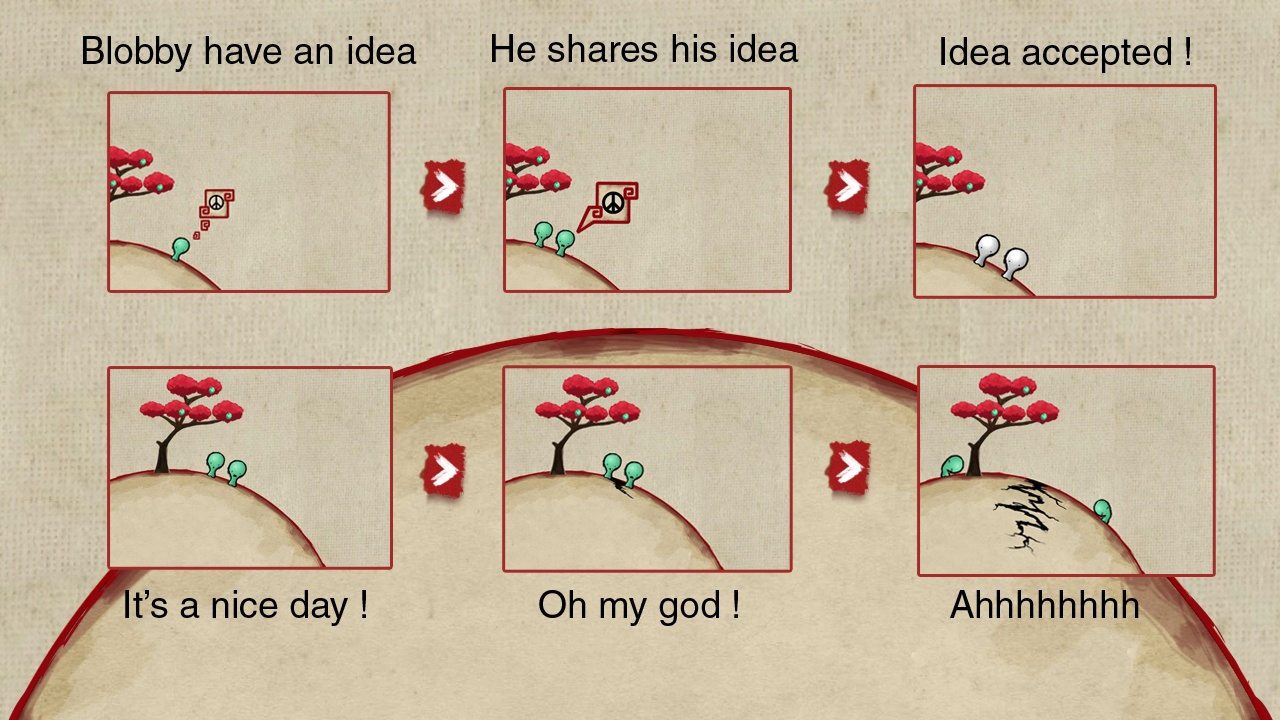 Blobby have an idea
He shares his idea
Idea accepted !
It's a nice day !
Oh my god !
Ahhhhhhhh